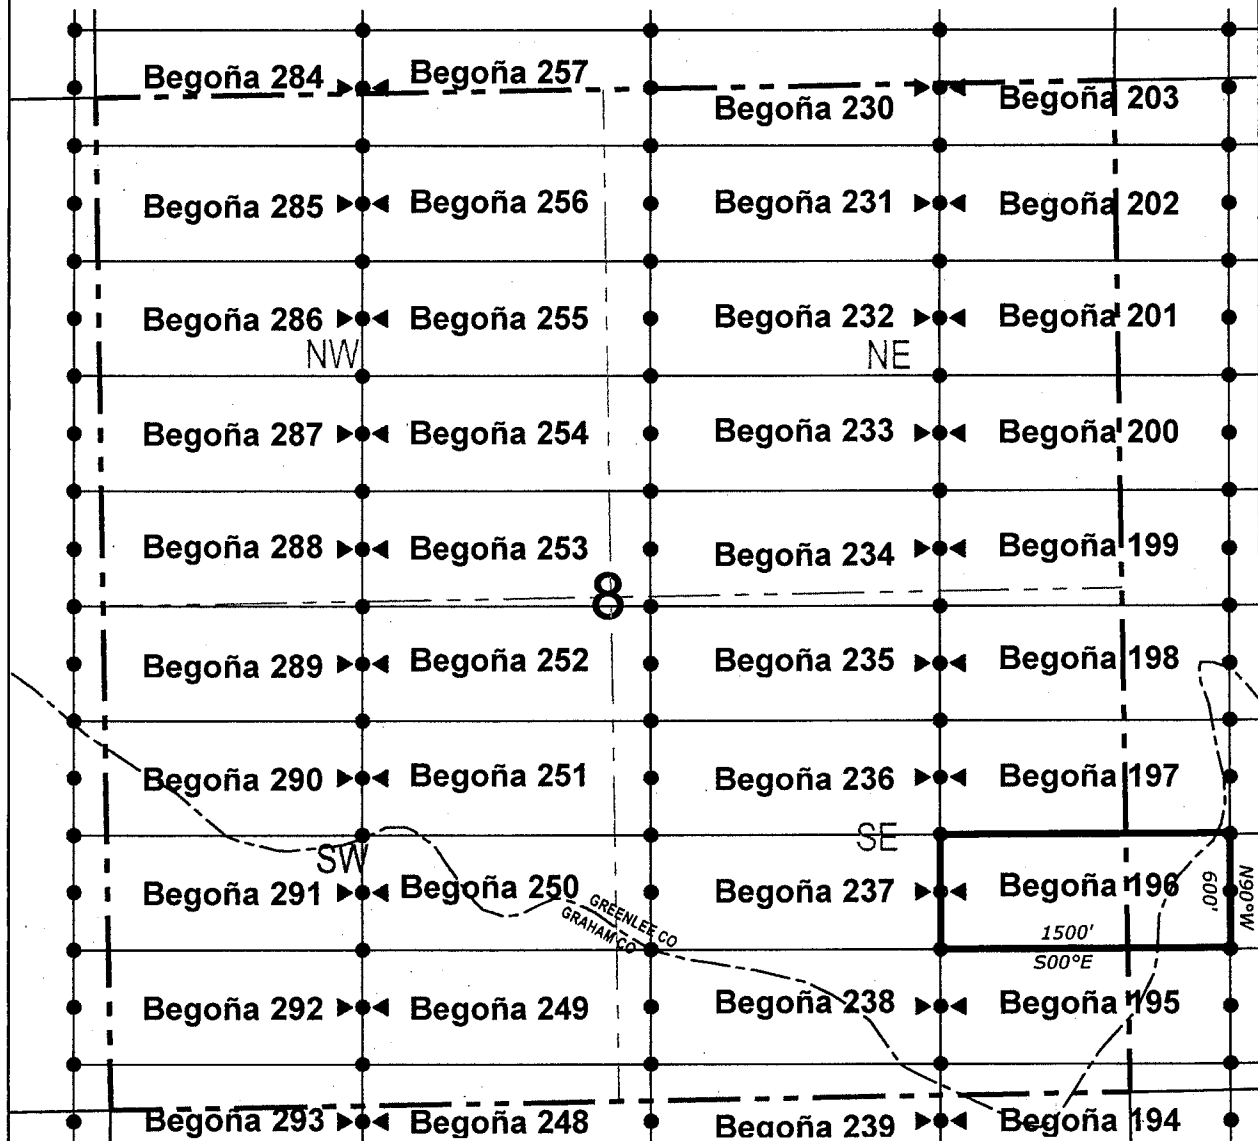 Begoña 284
Begoña 257
Begoña 230
Begoña 203
Begoña 285
Begoña 256
Begoña 231
Begoña 202
Begoña 286
Begoña 255
Begoña 232
Begoña 201
NW
NE
Begoña 287
Begoña 254
Begoña 233
Begoña 200
Begoña 288
Begoña 253
Begoña 234
Begoña 199
8
Begoña 289
Begoña 252
Begoña 235
Begoña 198
Begoña 290
Begoña 251
Begoña 236
Begoña 197
SW
SE
Begoña 291
Begoña 250
Begoña 237
Begoña 196
600'
N90°W
GREENLEE CO
GRAHAM CO
1500'
S00°E
Begoña 292
Begoña 249
Begoña 238
Begoña 195
Begoña 293
Begoña 248
Begoña 239
Begoña 194